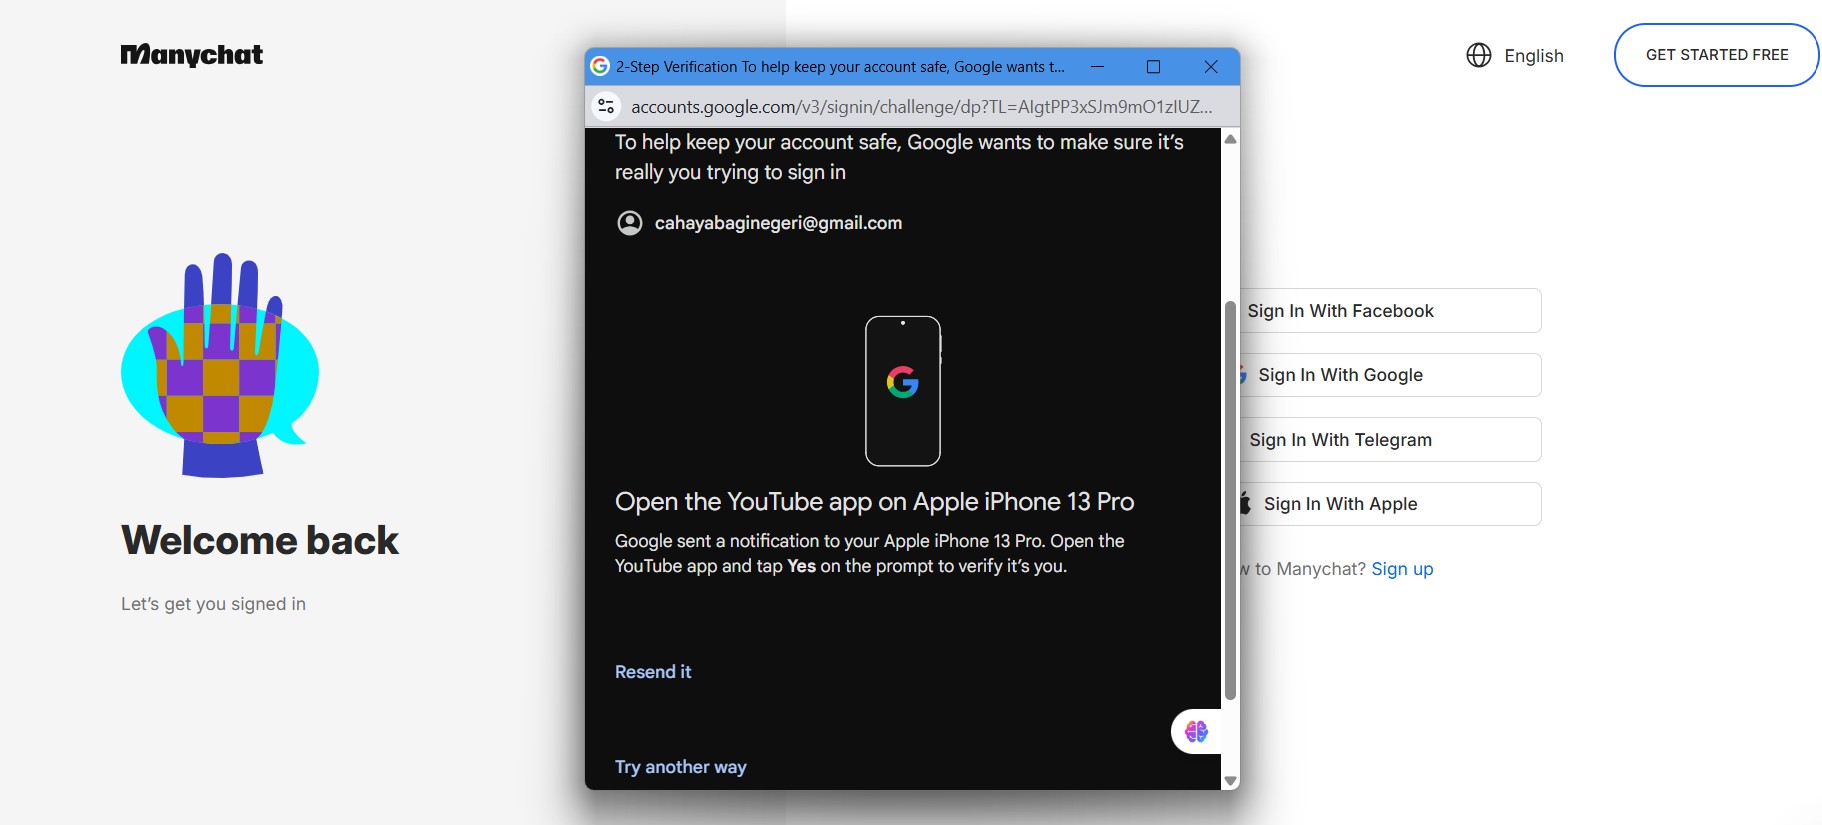 Manychat
English
GET STARTED FREE
2-Step Verification To help keep your account safe, Google wants t...
accounts.google.com/v3/signin/challenge/dp?TL=AIgtPP3xSJm9mO1zIUZ...
To help keep your account safe, Google wants to make sure it's
really you trying to sign in
cahayabaginegeri@gmail.com
Open the YouTube app on Apple iPhone 13 Pro
Google sent a notification to your Apple iPhone 13 Pro. Open the
YouTube app and tap Yes on the prompt to verify it's you.
Resend it
Try another way
Welcome back
Let's get you signed in
Sign In With Facebook
Sign In With Google
Sign In With Telegram
Sign In With Apple
w to Manychat? Sign up